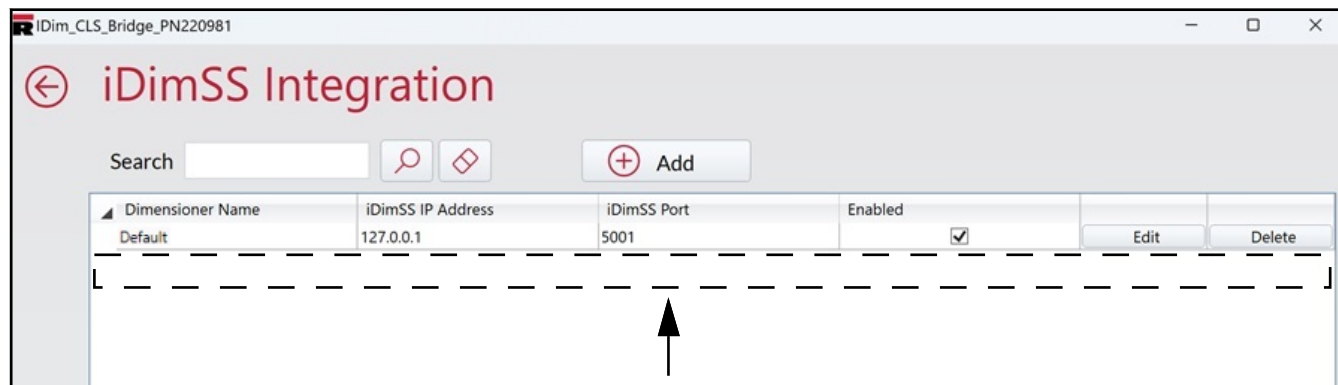 IDim_CLS_Bridge_PN220981
iDimSS Integration
Search Add
Dimensioner Name iDimSS IP Address iDimSS Port Enabled
Default 127.0.0.1 5001 Edit Delete